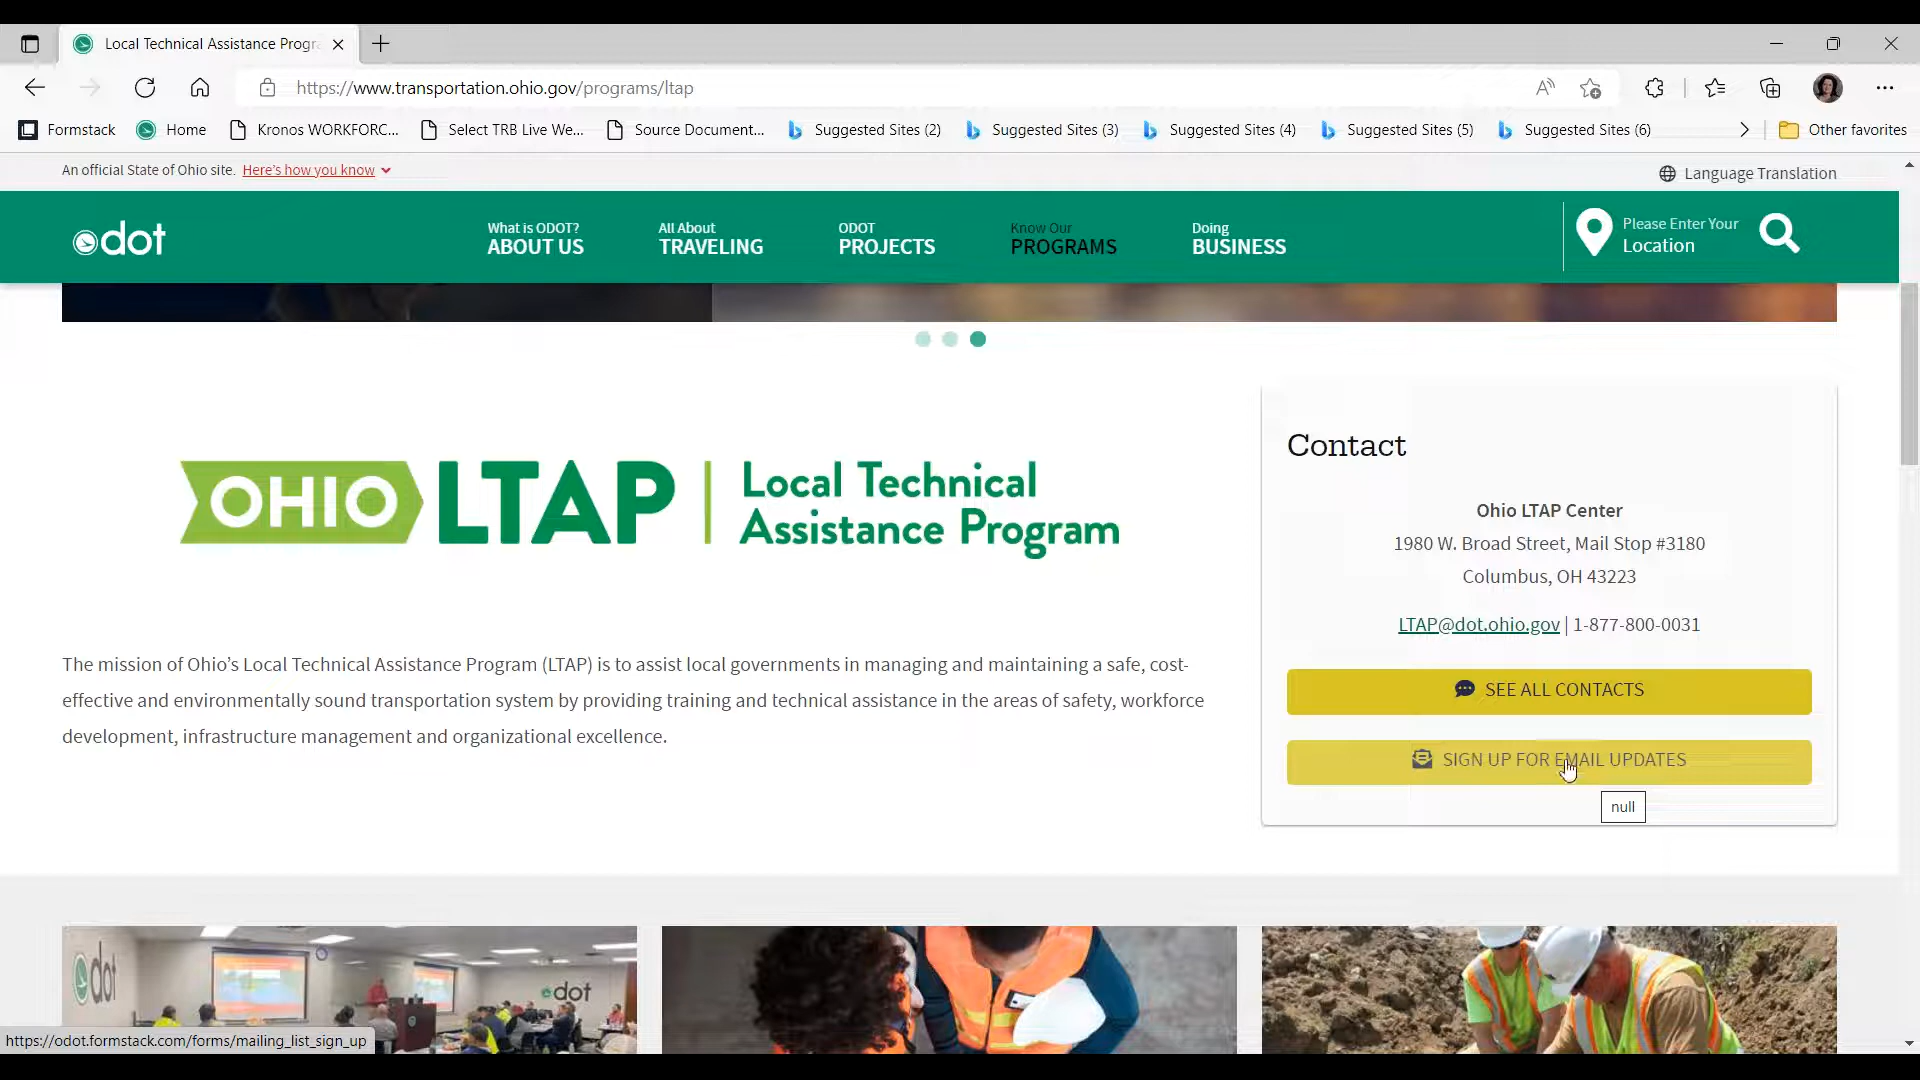 Local Technical Assistance Progra
https://www.transportation.ohio.gov/programs/ltap
Formstack
Home
Kronos WORKFORC...
Select TRB Live We...
Source Document...
Suggested Sites (2)
Suggested Sites (3)
Suggested Sites (4)
Suggested Sites (5)
Suggested Sites (6)
Other favorites
An official State of Ohio site. Here's how you know
Language Translation
odot
What is ODOT?
ABOUT US
All About
TRAVELING
ODOT
PROJECTS
Know Our
PROGRAMS
Doing
BUSINESS
Please Enter Your
Location
OHIO LTAP
Local Technical
Assistance Program
The mission of Ohio’s Local Technical Assistance Program (LTAP) is to assist local governments in managing and maintaining a safe, cost-
effective and environmentally sound transportation system by providing training and technical assistance in the areas of safety, workforce
development, infrastructure management and organizational excellence.
Contact
Ohio LTAP Center
1980 W. Broad Street, Mail Stop #3180
Columbus, OH 43223
LTAP@dot.ohio.gov | 1-877-800-0031
SEE ALL CONTACTS
SIGN UP FOR EMAIL UPDATES
null
odot
odot
https://odot.formstack.com/forms/mailing_list_sign_up